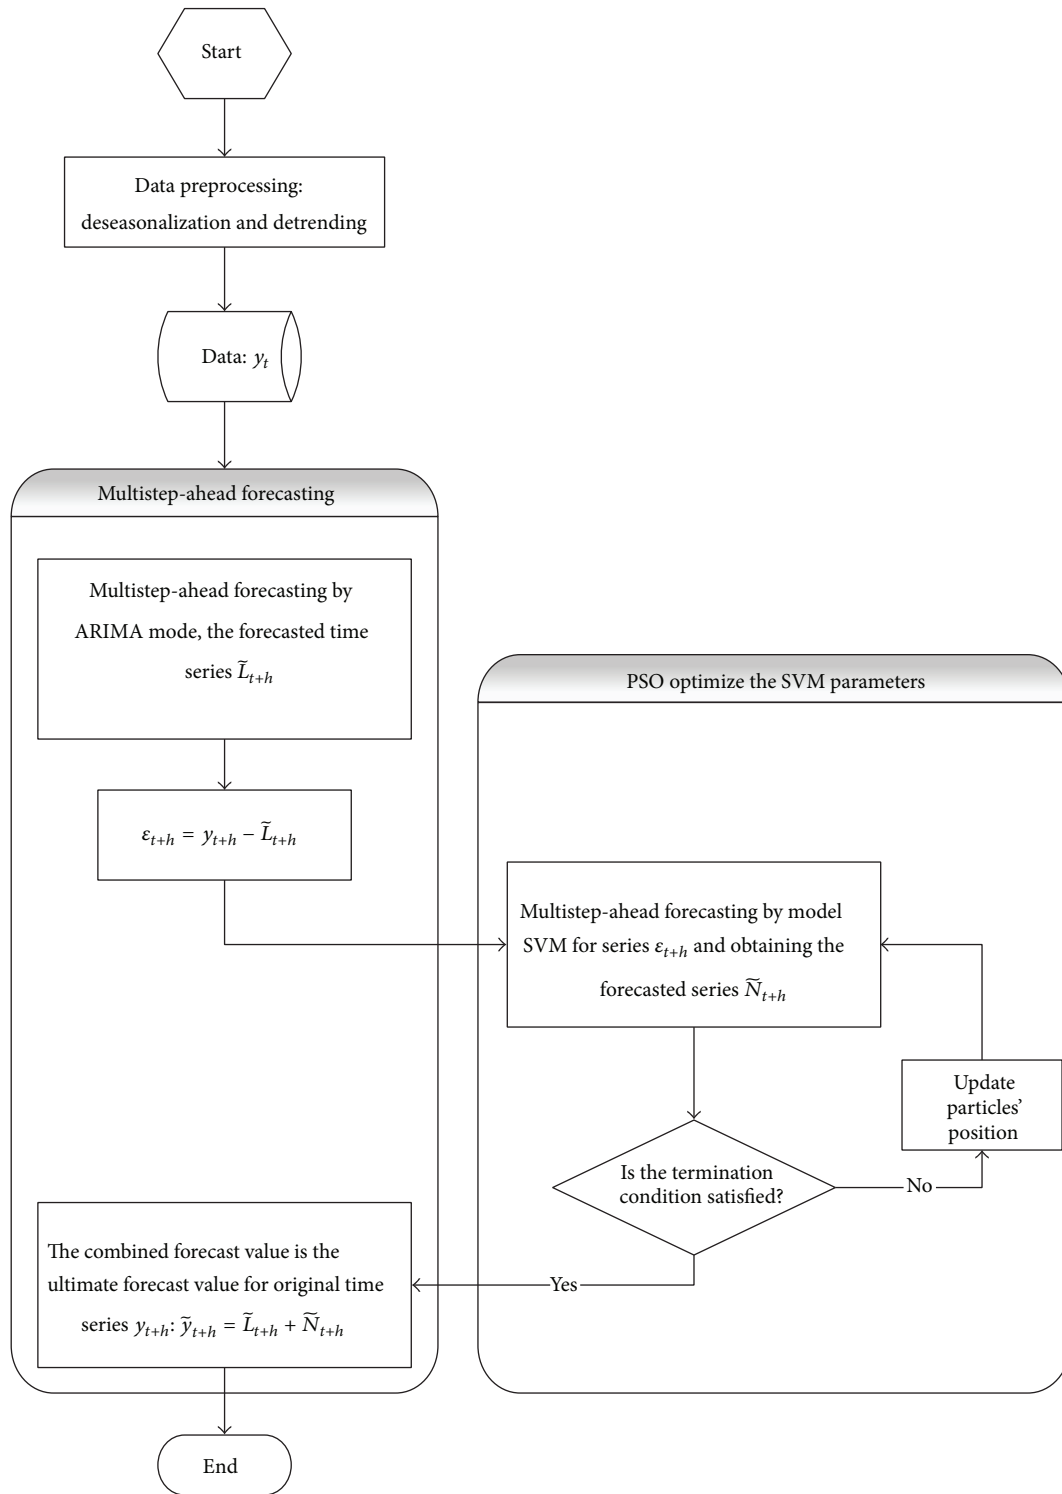 Start
Data preprocessing:
deseasonalization and detrending
Data: y_t
Multistep-ahead forecasting
Multistep-ahead forecasting by
ARIMA mode, the forecasted time
series L̃_{t+h}
ε_{t+h} = y_{t+h} − L̃_{t+h}
PSO optimize the SVM parameters
Multistep-ahead forecasting by model
SVM for series ε_{t+h} and obtaining the
forecasted series Ñ_{t+h}
Update
particles’
position
Is the termination
condition satisfied?
No
Yes
The combined forecast value is the
ultimate forecast value for original time
series y_{t+h}: ỹ_{t+h} = L̃_{t+h} + Ñ_{t+h}
End